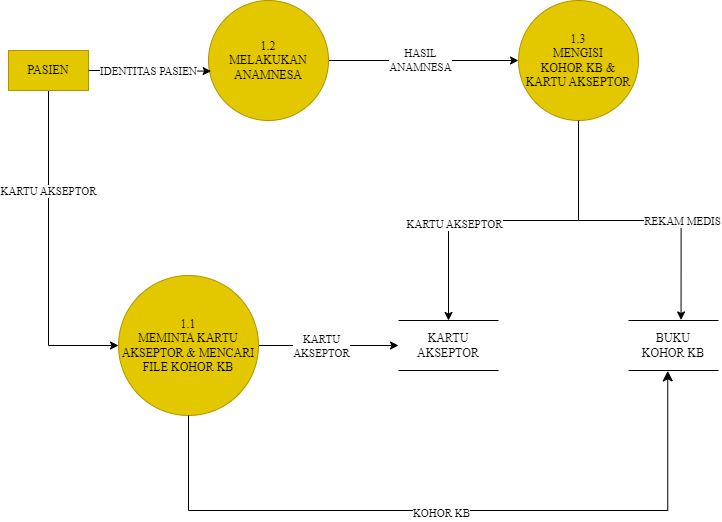 PASIEN
IDENTITAS PASIEN
1.2
MELAKUKAN
ANAMNESA
HASIL
ANAMNESA
1.3
MENGISI
KOHOR KB &
KARTU AKSEPTOR
KARTU AKSEPTOR
KARTU AKSEPTOR
REKAM MEDIS
1.1
MEMINTA KARTU
AKSEPTOR & MENCARI
FILE KOHOR KB
KARTU
AKSEPTOR
KARTU
AKSEPTOR
BUKU
KOHOR KB
KOHOR KB